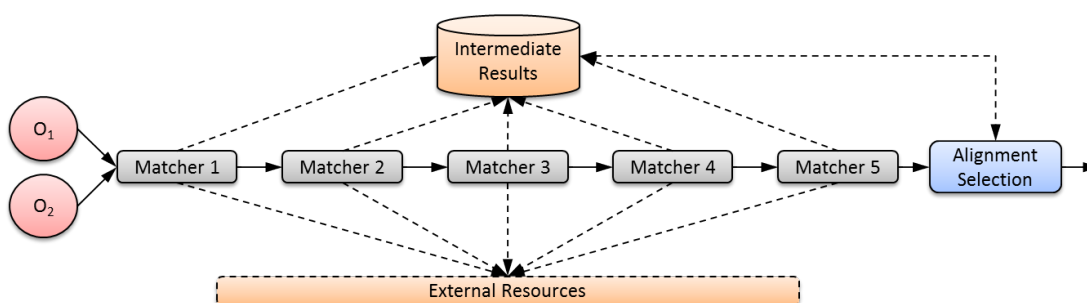 Intermediate
Results
O1
O2
Matcher 1
Matcher 2
Matcher 3
Matcher 4
Matcher 5
Alignment
Selection
External Resources